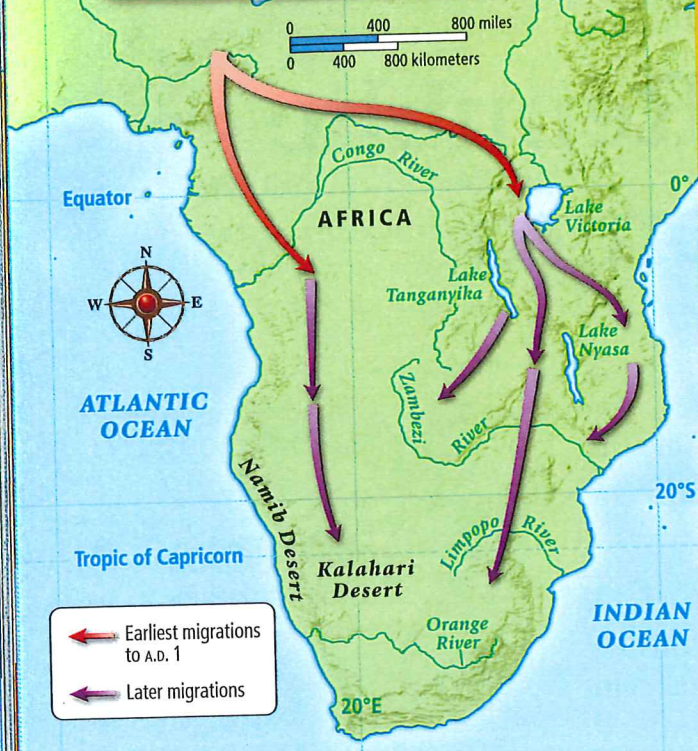 0 400 800 miles
0 400 800 kilometers
Congo River
Equator
0°
AFRICA
Lake
Victoria
N
W E
S
Lake
Tanganyika
Lake
Nyasa
ATLANTIC
OCEAN
Zambezi
River
Namib Desert
20°S
Limpopo River
Tropic of Capricorn
Kalahari
Desert
INDIAN
OCEAN
Orange
River
Earliest migrations
to A.D. 1
Later migrations
20°E